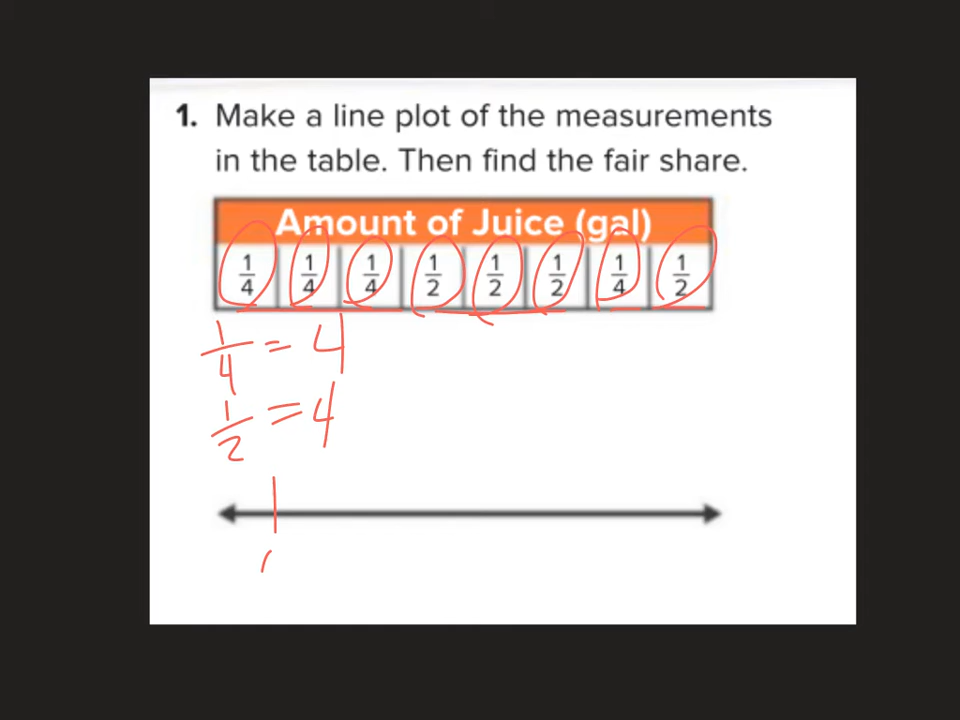 1. Make a line plot of the measurements
in the table. Then find the fair share.
Amount of Juice (gal)
1/4 1/4 1/4 1/2 1/2 1/2 1/4 1/2
1/4 = 4
1/2 = 4